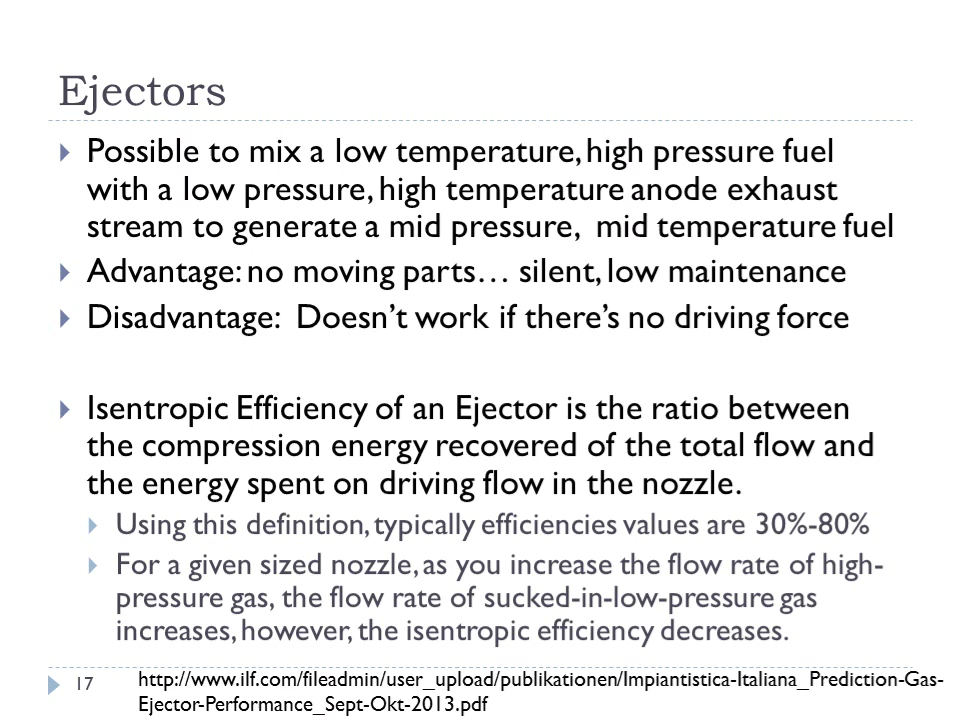 Ejectors
Possible to mix a low temperature, high pressure fuel
with a low pressure, high temperature anode exhaust
stream to generate a mid pressure,  mid temperature fuel
Advantage: no moving parts… silent, low maintenance
Disadvantage:  Doesn’t work if there’s no driving force
Isentropic Efficiency of an Ejector is the ratio between
the compression energy recovered of the total flow and
the energy spent on driving flow in the nozzle.
Using this definition, typically efficiencies values are 30%-80%
For a given sized nozzle, as you increase the flow rate of high-
pressure gas, the flow rate of sucked-in-low-pressure gas
increases, however, the isentropic efficiency decreases.
17
http://www.ilf.com/fileadmin/user_upload/publikationen/Impiantistica-Italiana_Prediction-Gas-
Ejector-Performance_Sept-Okt-2013.pdf